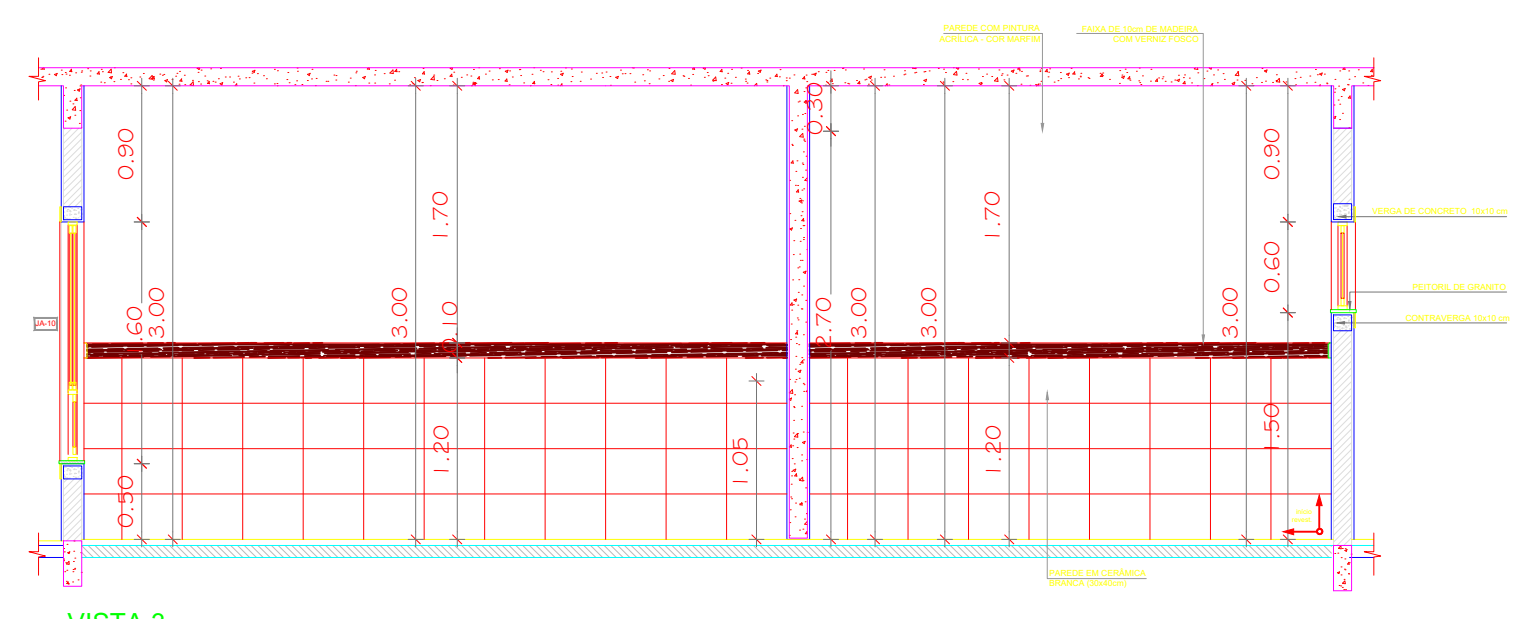 PAREDE COM PINTURA
ACRÍLICA - COR MARFIM
FAIXA DE 10cm DE MADEIRA
COM VERNIZ FOSCO
0.30
0.90
0.90
1.70
1.70
VERGA DE CONCRETO 10x10 cm
0.60
PEITORIL DE GRANITO
CONTRAVERGA 10x10 cm
JA-10
.60
3.00
3.00
0.10
2.70
3.00
3.00
3.00
1.20
1.05
1.20
1.50
0.50
PAREDE EM CERÂMICA
BRANCA (30x40cm)
VISTA 3